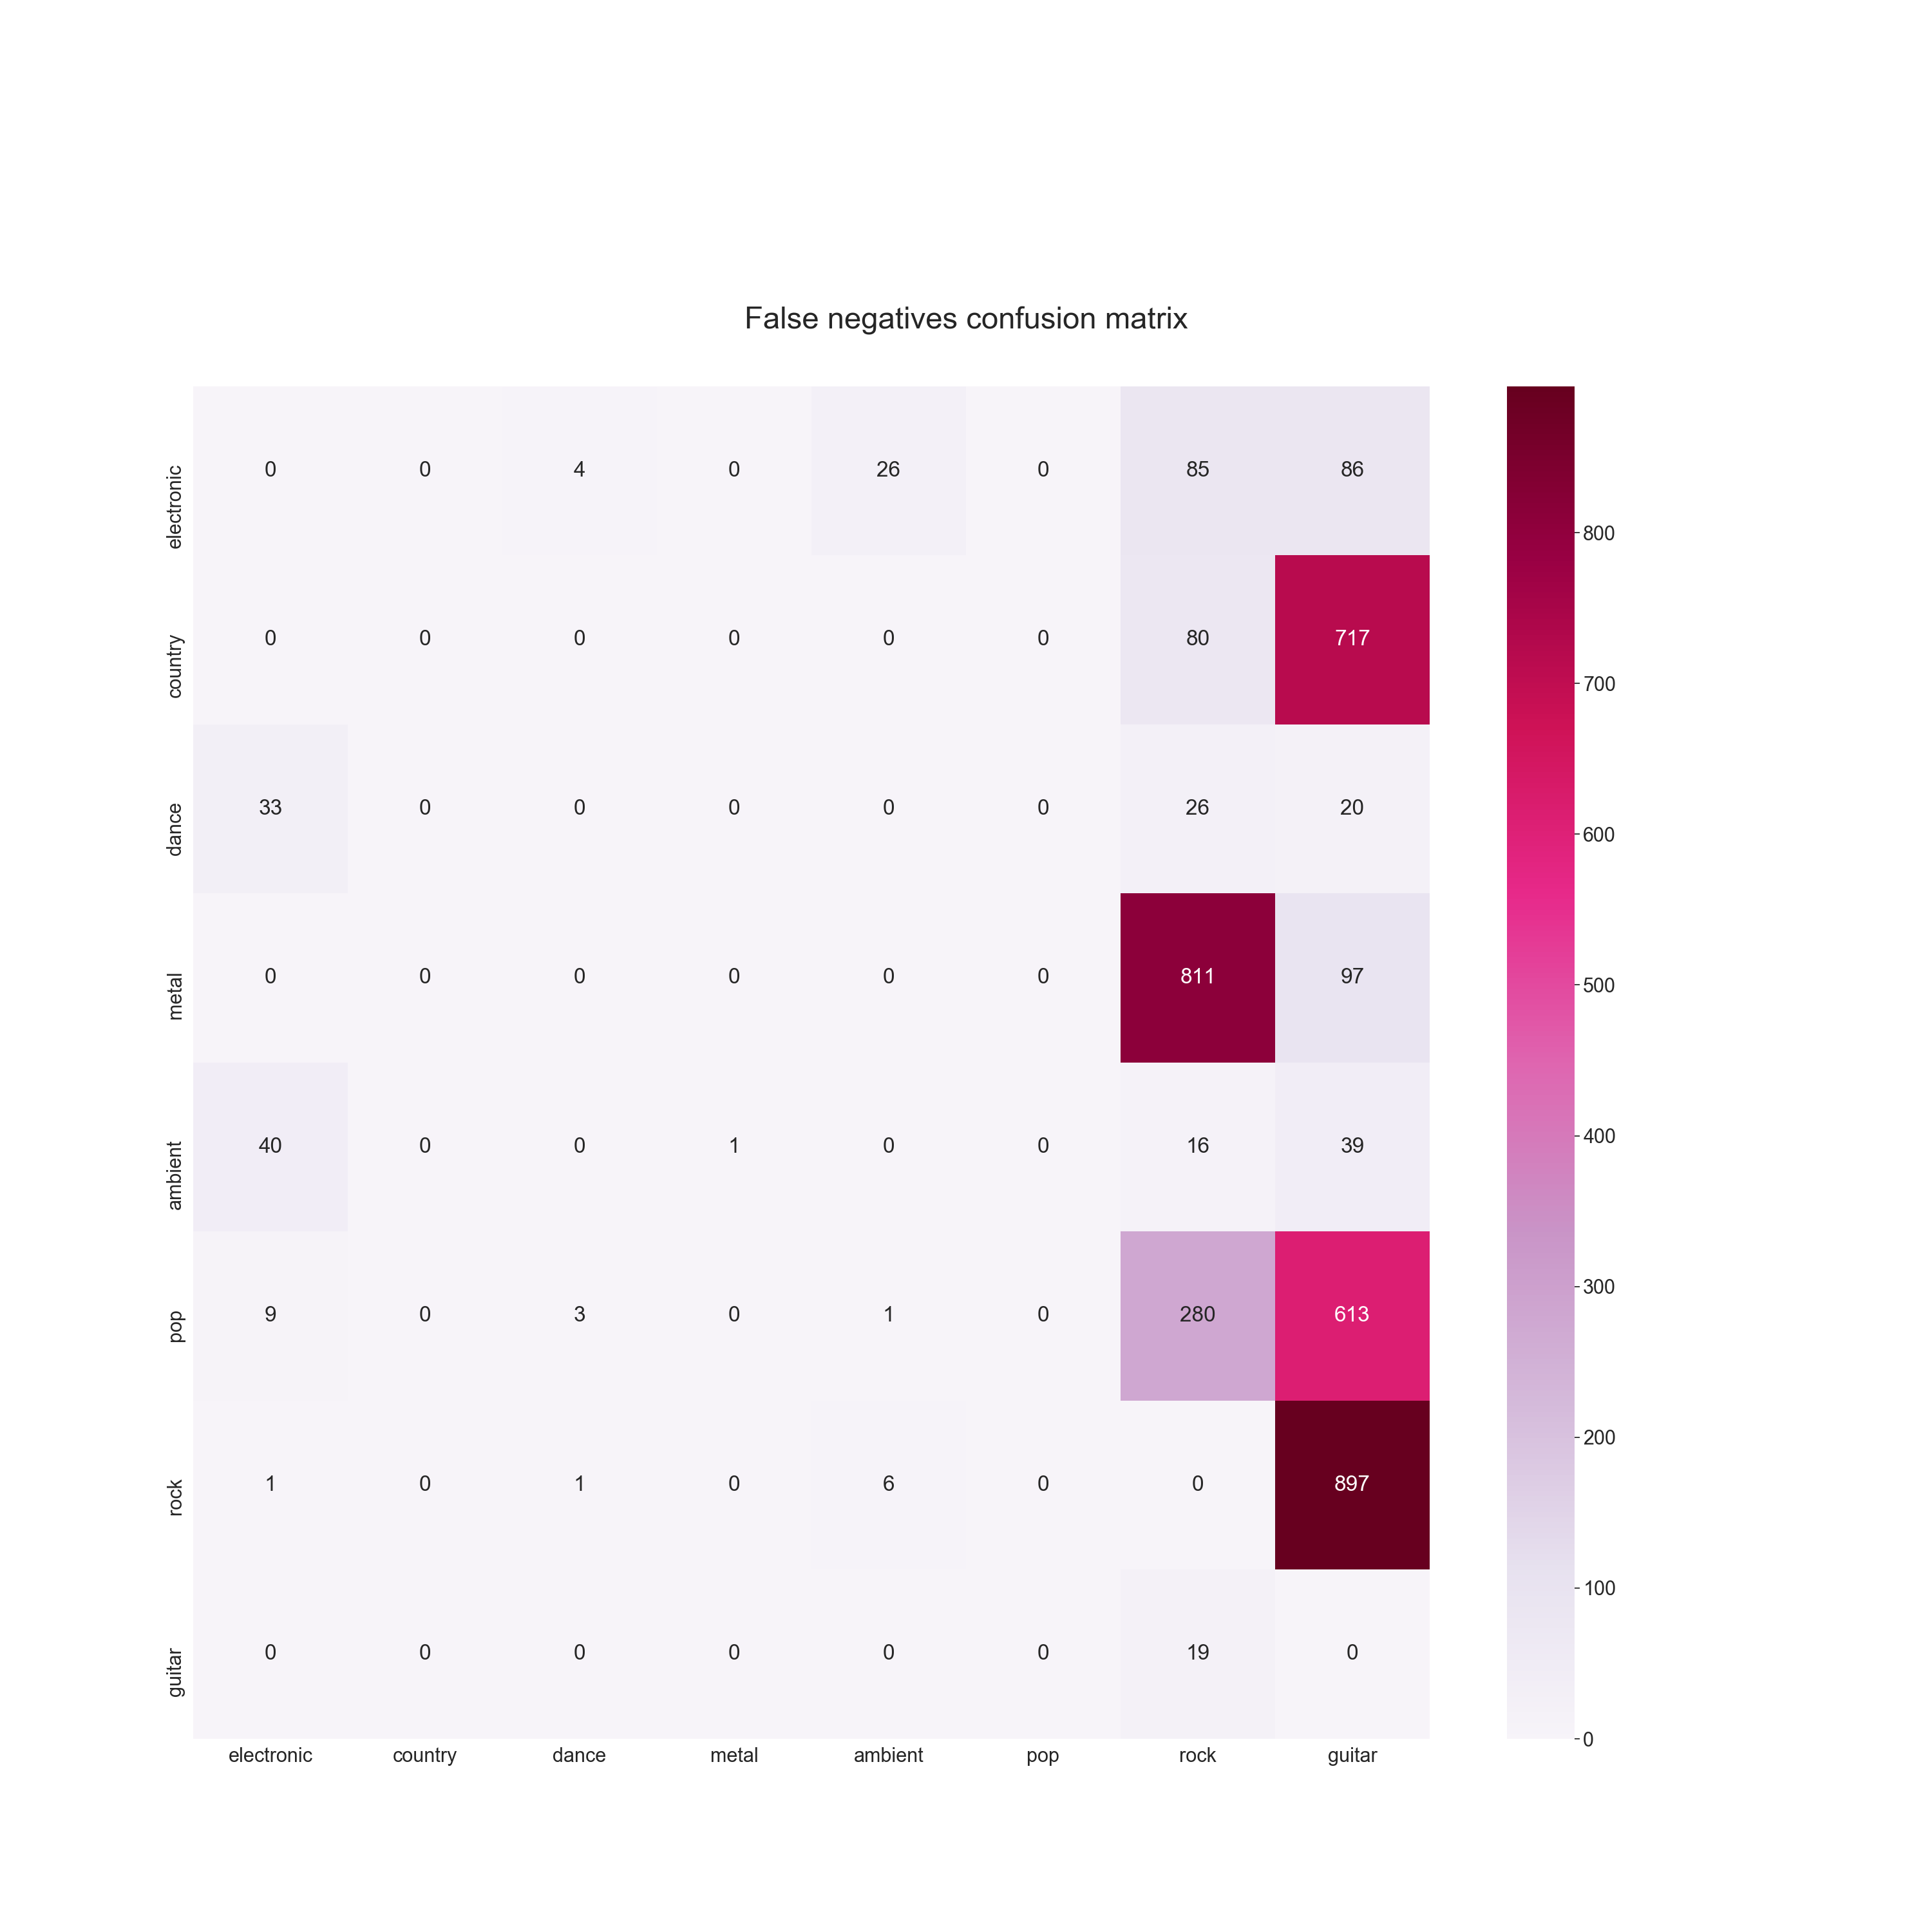 False negatives confusion matrix
electronic 0 0 4 0 26 0 85 86
country 0 0 0 0 0 0 80 717
dance 33 0 0 0 0 0 26 20
metal 0 0 0 0 0 0 811 97
ambient 40 0 0 1 0 0 16 39
pop 9 0 3 0 1 0 280 613
rock 1 0 1 0 6 0 0 897
guitar 0 0 0 0 0 0 19 0
electronic country dance metal ambient pop rock guitar
800
700
600
500
400
300
200
100
0